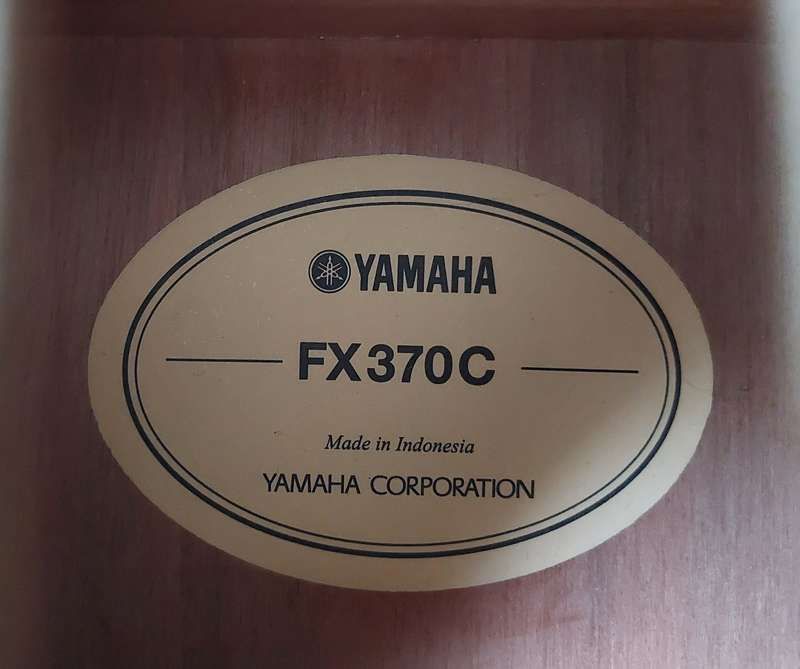 YAMAHA
FX370C
Made in Indonesia
YAMAHA CORPORATION